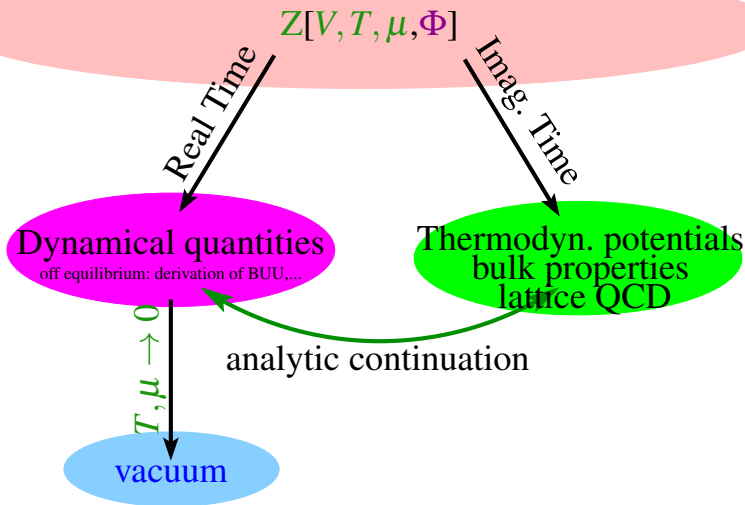 Z[V, T, μ,Φ]
Real Time
Imag. Time
Dynamical quantities
off equilibrium: derivation of BUU,...
Thermodyn. potentials
bulk properties
lattice QCD
analytic continuation
T, μ → 0
vacuum